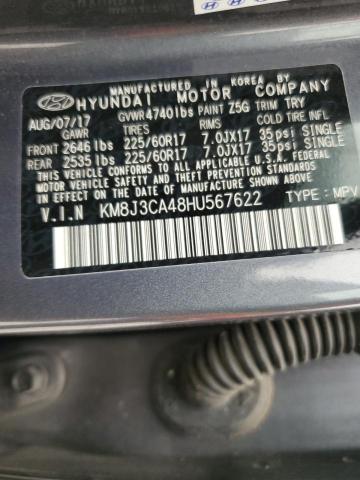 MANUFACTURED IN KOREA BY
HYUNDAI MOTOR COMPANY
AUG/07/17 GVWR 4740lbs PAINT Z5G TRIM TRY
GAWR TIRES RIMS COLD TIRE INFL
FRONT 2646 lbs 225/60R17 7.0JX17 35psi SINGLE
REAR 2535 lbs 225/60R17 7.0JX17 35psi SINGLE
THIS VEHICLE CONFORMS TO ALL APPLICABLE
FEDERAL MOTOR VEHICLE SAFETY, BUMPER,
AND THEFT PREVENTION STANDARDS IN EFFECT
ON THE DATE OF MANUFACTURE SHOWN ABOVE.
V.I.N KM8J3CA48HU567622
TYPE : MPV